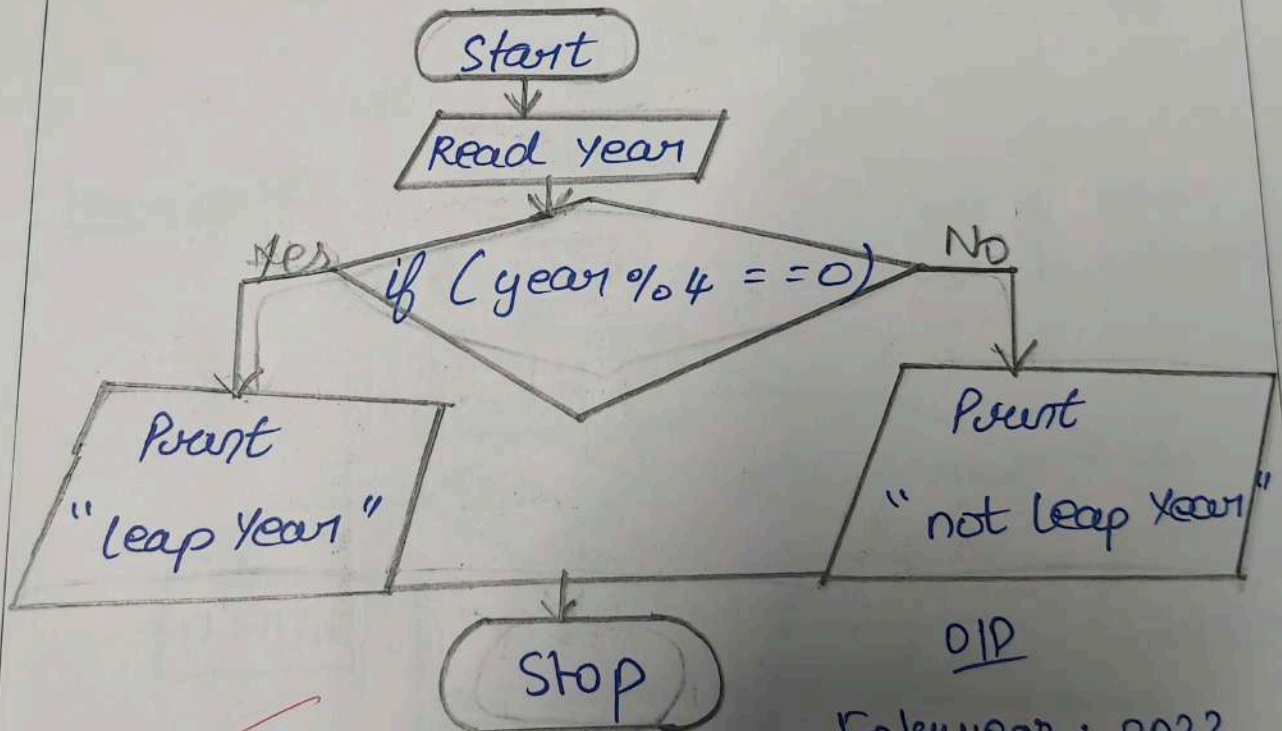 Start
Read year
Yes
No
if (year % 4 = = 0)
Print
"leap Year"
Print
"not leap Year"
Stop
O/P